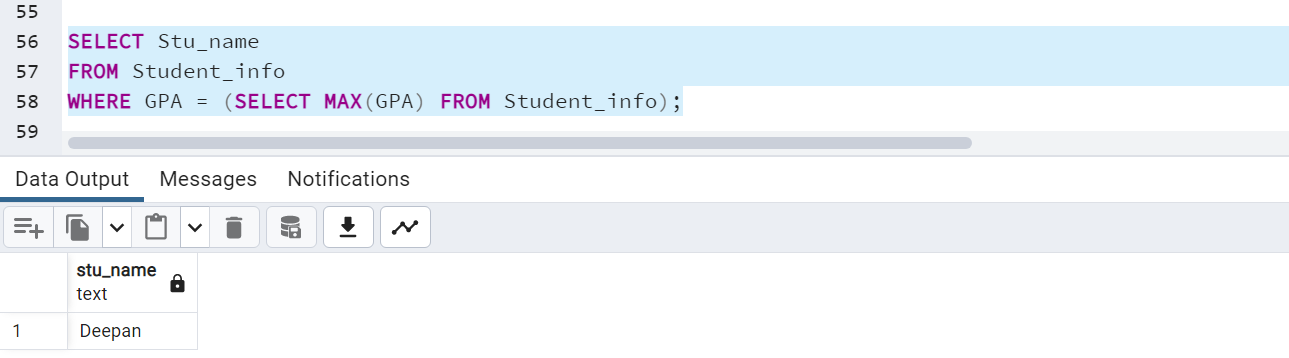 55
56 SELECT Stu_name
57 FROM Student_info
58 WHERE GPA = (SELECT MAX(GPA) FROM Student_info);
59
Data Output Messages Notifications
stu_name
text
1 Deepan